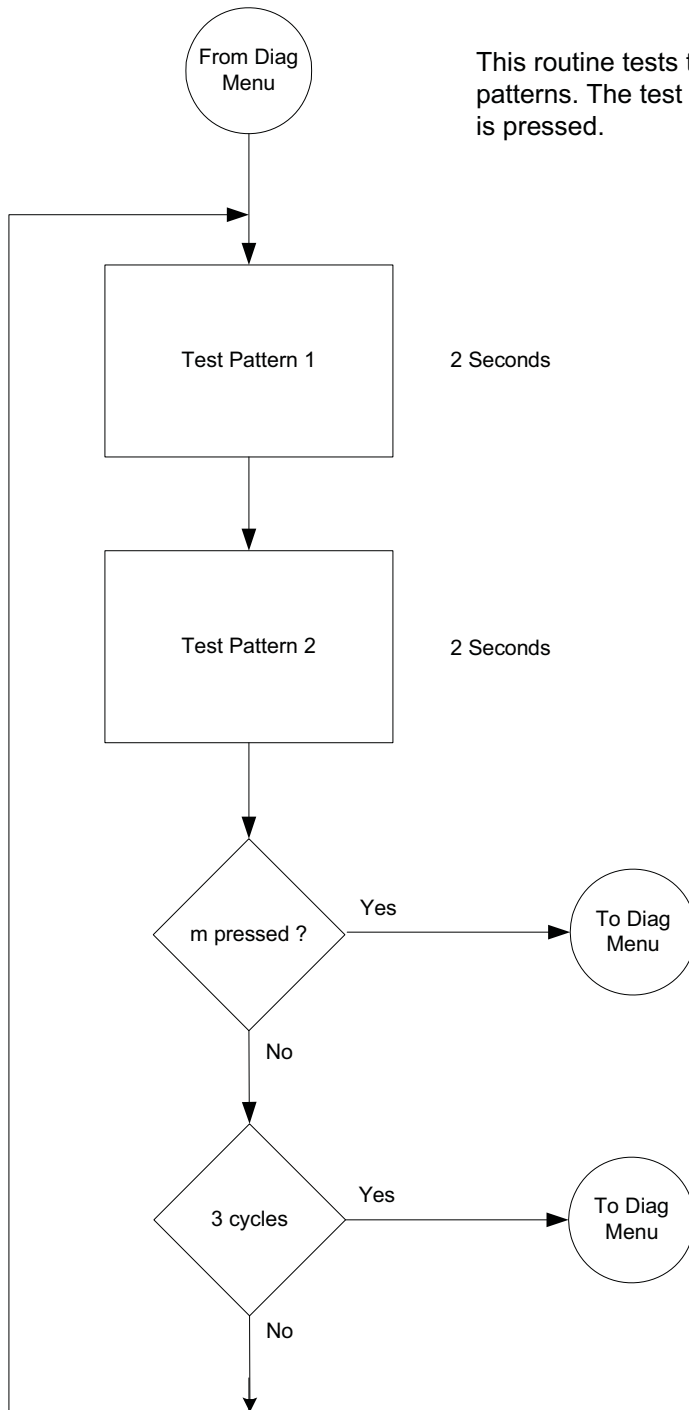 From Diag
Menu
This routine tests
patterns. The test
is pressed.
Test Pattern 1
2 Seconds
Test Pattern 2
2 Seconds
m pressed ?
Yes
To Diag
Menu
No
3 cycles
Yes
To Diag
Menu
No